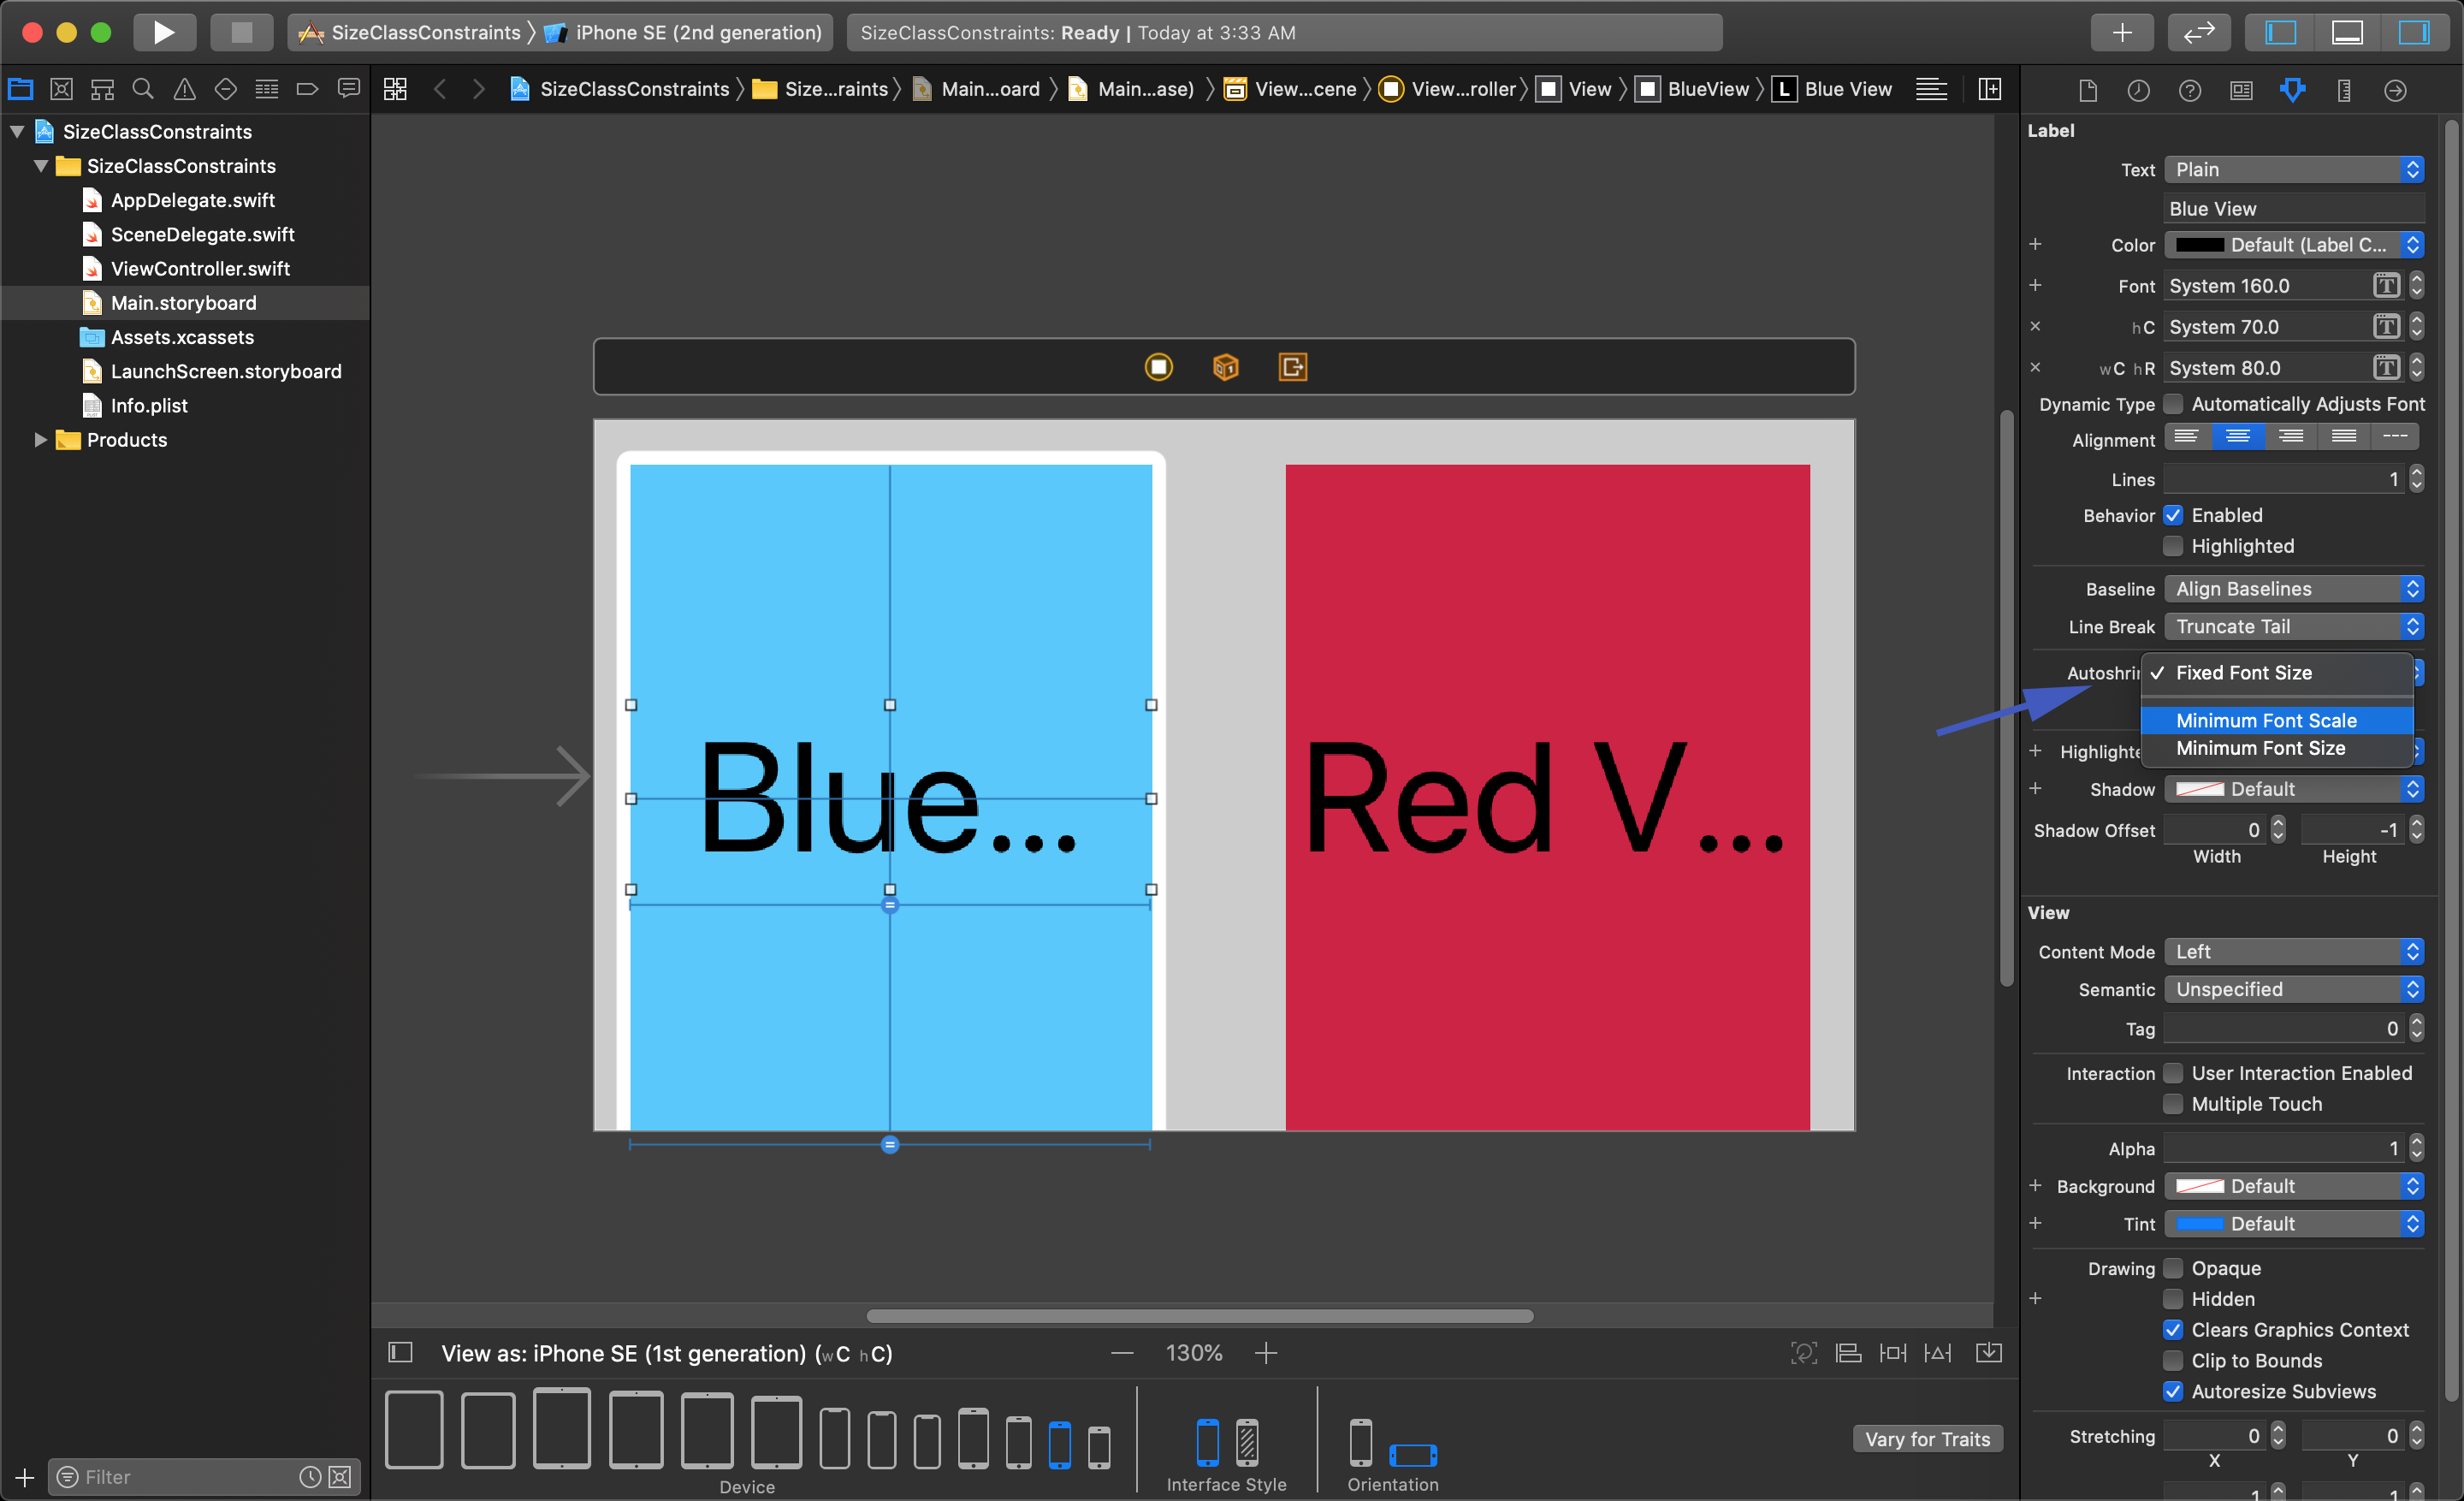 SizeClassConstraints 〉 iPhone SE (2nd generation)
SizeClassConstraints: Ready | Today at 3:33 AM
SizeClassConstraints 〉 Size...raints 〉 Main...oard 〉 Main...ase) 〉 View...cene 〉 View...roller 〉 View 〉 BlueView 〉 L Blue View
SizeClassConstraints
SizeClassConstraints
AppDelegate.swift
SceneDelegate.swift
ViewController.swift
Main.storyboard
Assets.xcassets
LaunchScreen.storyboard
Info.plist
Products
Filter
Blue...
Red V...
View as: iPhone SE (1st generation) (wC hC)
130%
Device
Interface Style
Orientation
Vary for Traits
Label
Text Plain
Blue View
+ Color Default (Label C...
+ Font System 160.0 T
× hC System 70.0 T
× wC hR System 80.0 T
Dynamic Type Automatically Adjusts Font
Alignment
Lines 1
Behavior Enabled
Highlighted
Baseline Align Baselines
Line Break Truncate Tail
Autoshrin ✓ Fixed Font Size
Minimum Font Scale
Minimum Font Size
+ Highlighte
+ Shadow Default
Shadow Offset 0 -1
Width Height
View
Content Mode Left
Semantic Unspecified
Tag 0
Interaction User Interaction Enabled
Multiple Touch
Alpha 1
+ Background Default
+ Tint Default
Drawing Opaque
+ Hidden
Clears Graphics Context
Clip to Bounds
Autoresize Subviews
Stretching 0 0
X Y
1 1